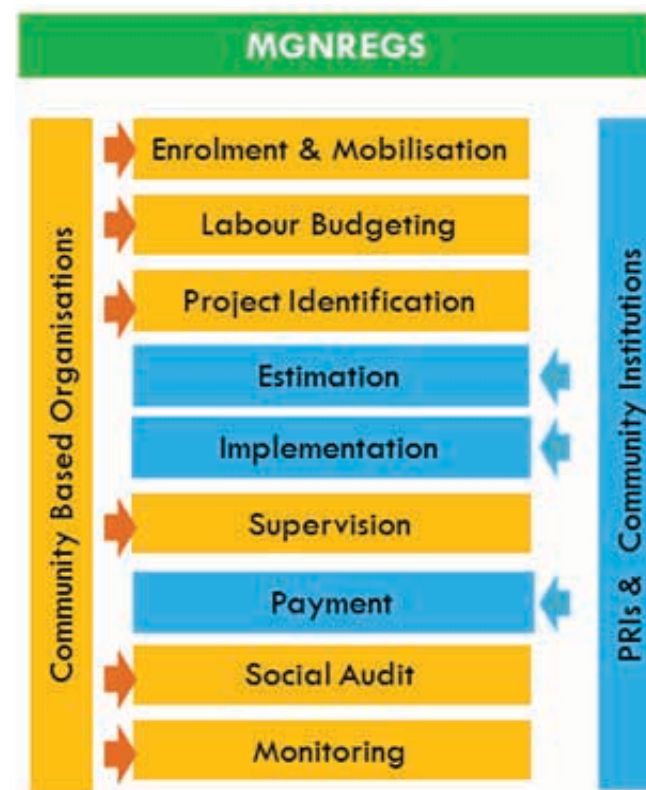 MGNREGS
Community Based Organisations
Enrolment & Mobilisation
Labour Budgeting
Project Identification
Estimation
Implementation
Supervision
Payment
Social Audit
Monitoring
PRIs & Community Institutions